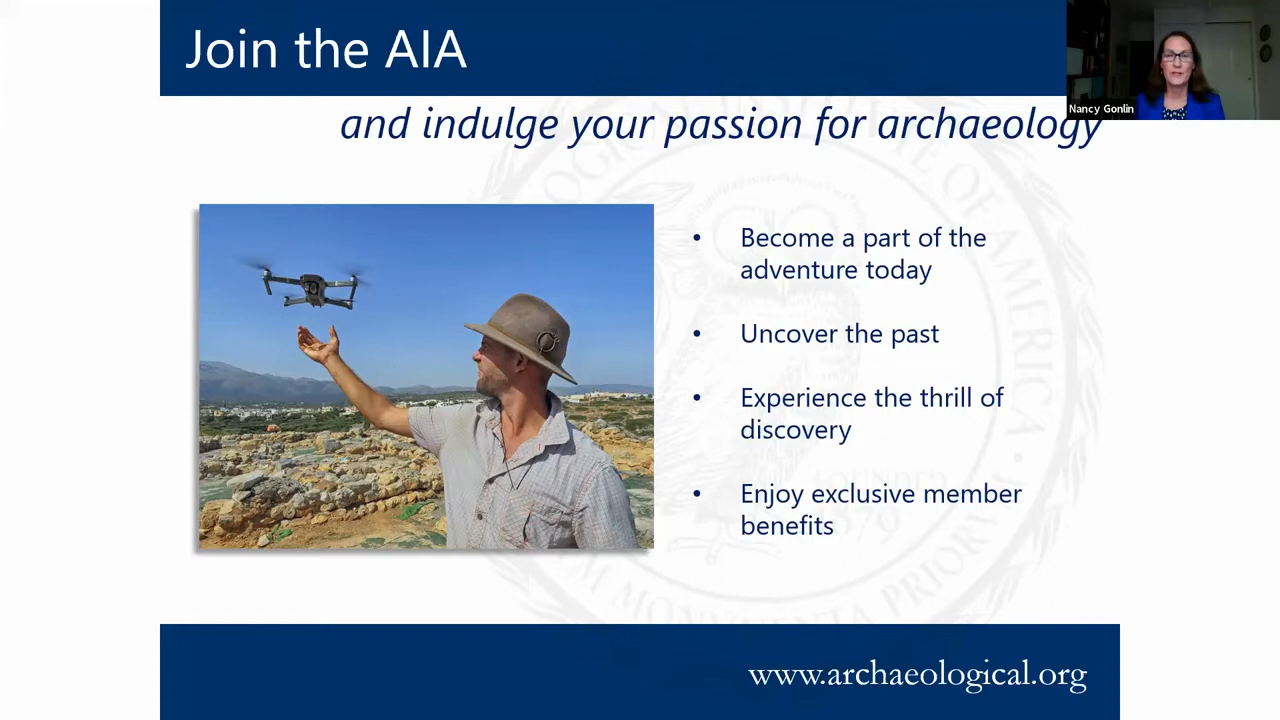 Join the AIA
Nancy Gonlin
and indulge your passion for archaeology
• Become a part of the
adventure today
• Uncover the past
• Experience the thrill of
discovery
• Enjoy exclusive member
benefits
www.archaeological.org